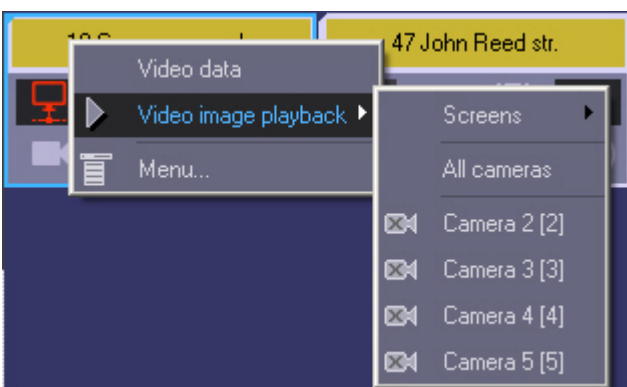 47 John Reed str.
Video data
Video image playback
Menu...
Screens
All cameras
Camera 2 [2]
Camera 3 [3]
Camera 4 [4]
Camera 5 [5]